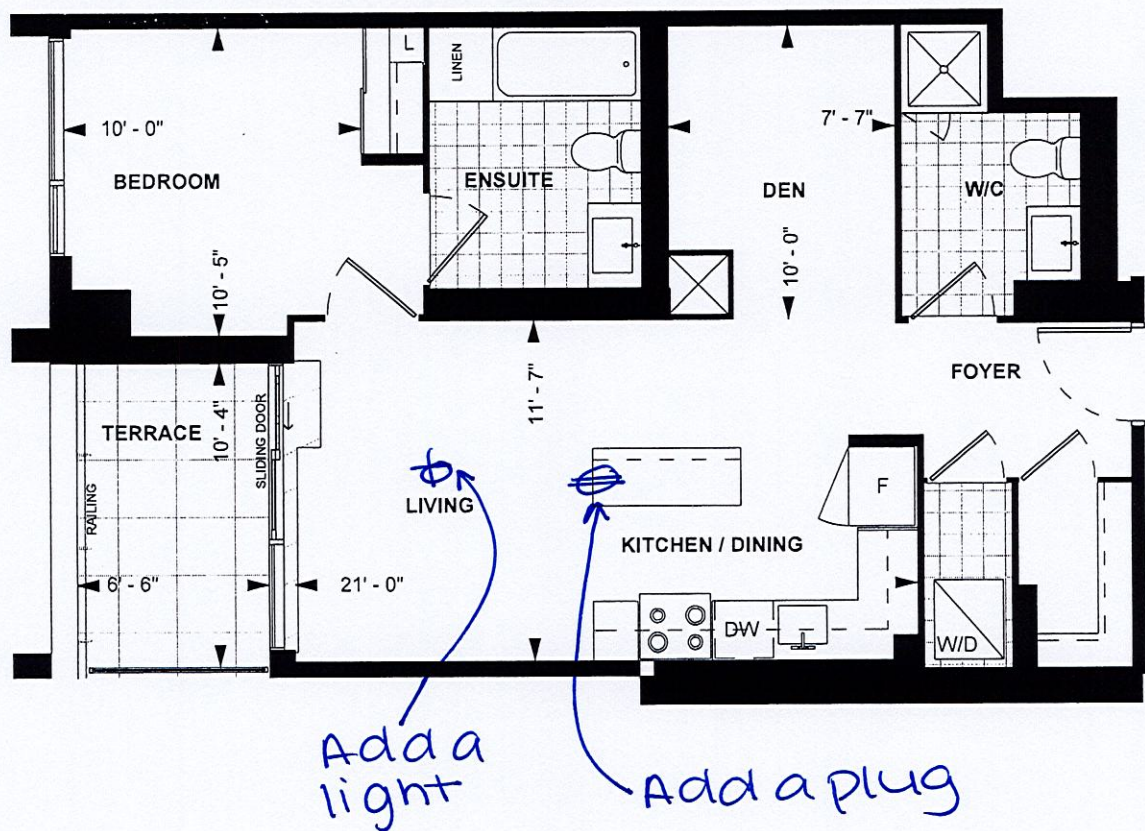 L
LINEN
10' - 0"
7' - 7"
BEDROOM
ENSUITE
DEN
W/C
10' - 5"
10' - 0"
11' - 7"
FOYER
TERRACE
10' - 4"
SLIDING DOOR
RAILING
LIVING
F
KITCHEN / DINING
6' - 6"
21' - 0"
DW
W/D
Add a
light
Add a plug